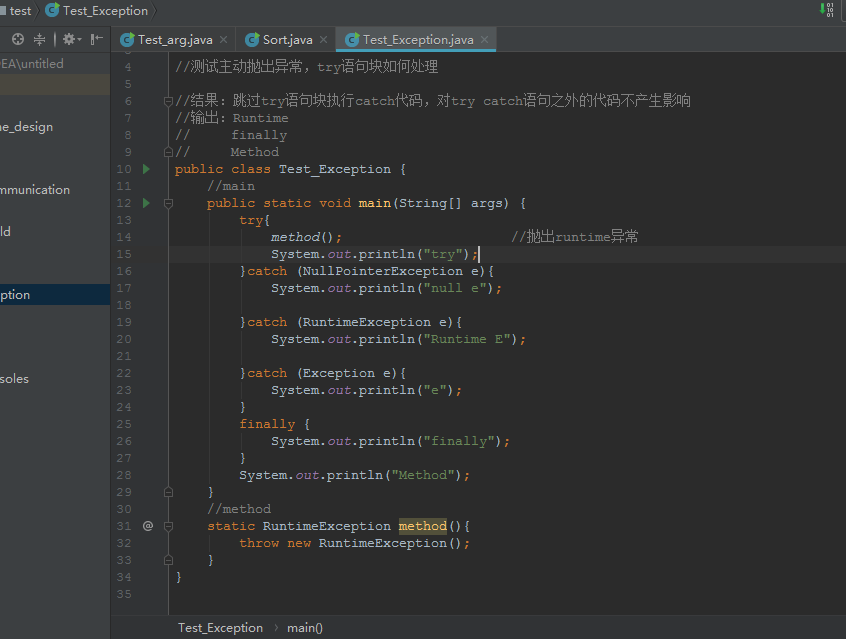 test Test_Exception
Test_arg.java Sort.java Test_Exception.java
EA\untitled
ne_design
mmunication
ld
ption
soles
4 //测试主动抛出异常，try语句块如何处理
5
6 //结果：跳过try语句块执行catch代码，对try catch语句之外的代码不产生影响
7 //输出：Runtime
8 // finally
9 // Method
10 public class Test_Exception {
11 //main
12 public static void main(String[] args) {
13 try{
14 method(); //抛出runtime异常
15 System.out.println("try");
16 }catch (NullPointerException e){
17 System.out.println("null e");
18
19 }catch (RuntimeException e){
20 System.out.println("Runtime E");
21
22 }catch (Exception e){
23 System.out.println("e");
24 }
25 finally {
26 System.out.println("finally");
27 }
28 System.out.println("Method");
29 }
30 //method
31 @ static RuntimeException method(){
32 throw new RuntimeException();
33 }
34 }
35
Test_Exception main()